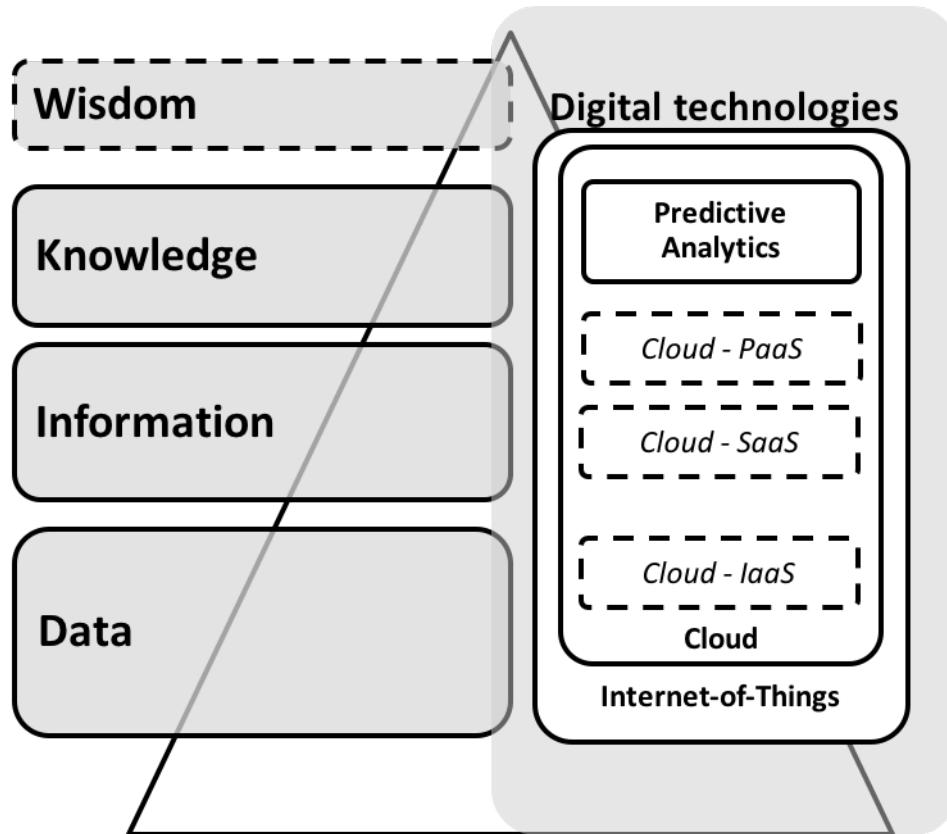 Wisdom
Knowledge
Information
Data
Digital technologies
Predictive
Analytics
Cloud - PaaS
Cloud - SaaS
Cloud - IaaS
Cloud
Internet-of-Things